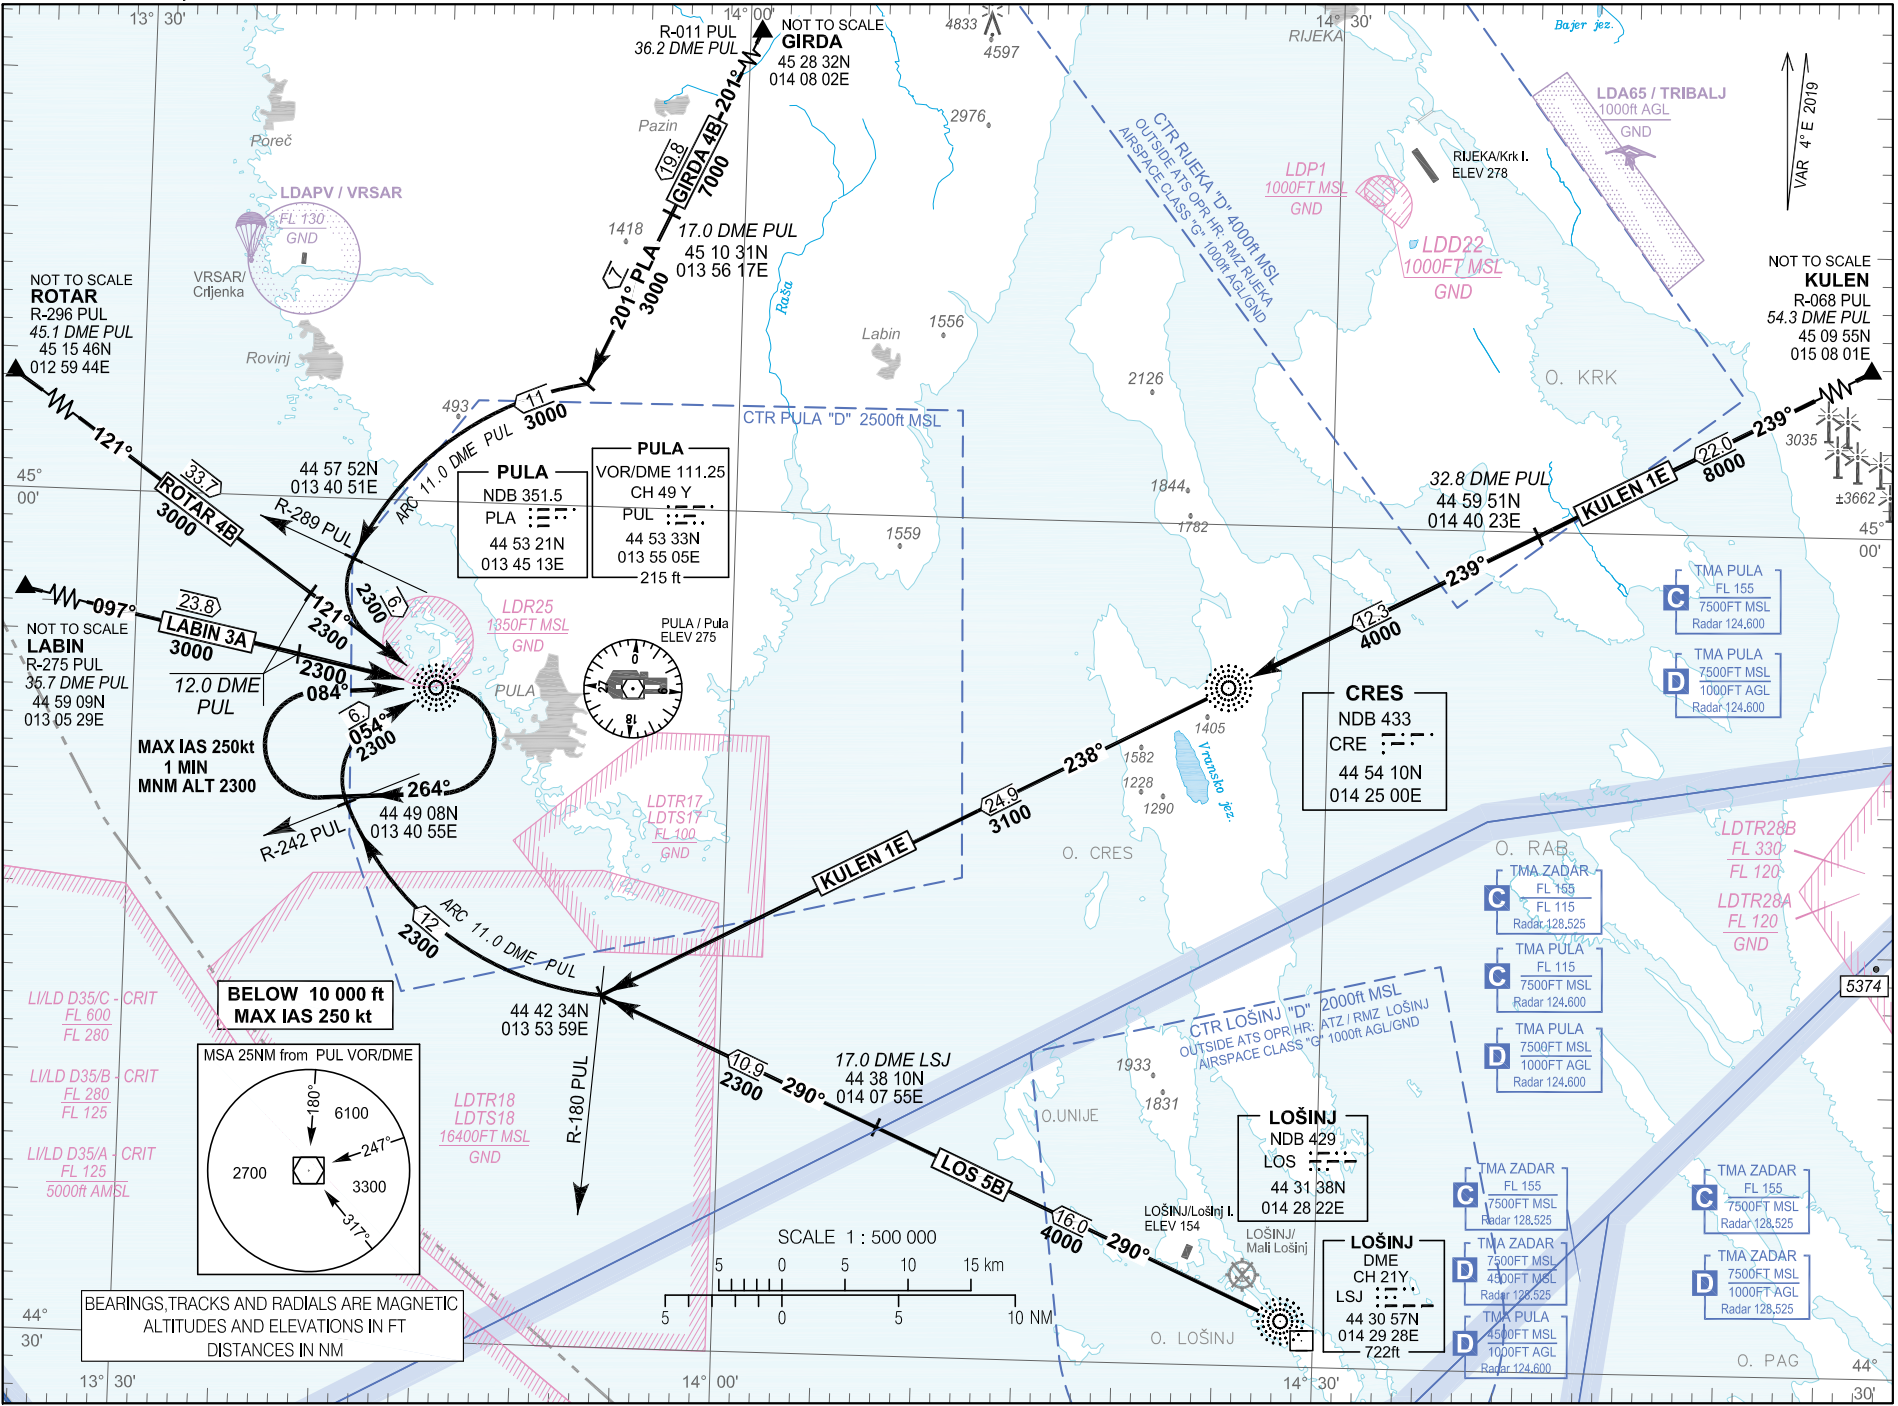 13° 30'
14° 00'
14° 30'
R-011 PUL
36.2 DME PUL
NOT TO SCALE
GIRDA
45 28 32N
014 08 02E
4833
4597
RIJEKA
Bajer jez.
201°
GIRDA 4B
7000
19.8
Pazin
Poreč
2976
CTR RIJEKA "D" 4000ft MSL
OUTSIDE ATS OPR HR: RMZ RIJEKA
AIRSPACE CLASS "G" 1000ft AGL/GND
LDA65 / TRIBALJ
1000ft AGL
GND
VAR 4° E 2019
RIJEKA/Krk I.
ELEV 278
LDP1
1000FT MSL
GND
LDD22
1000FT MSL
GND
LDAPV / VRSAR
FL 130
GND
VRSAR/
Crljenka
1418
17.0 DME PUL
45 10 31N
013 56 17E
7
201° PLA
3000
Raša
NOT TO SCALE
ROTAR
R-296 PUL
45.1 DME PUL
45 15 46N
012 59 44E
Rovinj
Labin
1556
2126
O. KRK
NOT TO SCALE
KULEN
R-068 PUL
54.3 DME PUL
45 09 55N
015 08 01E
493
11
3000
ARC 11.0 DME PUL
CTR PULA "D" 2500ft MSL
121°
33.7
ROTAR 4B
3000
44 57 52N
013 40 51E
R-289 PUL
PULA
NDB 351.5
PLA
44 53 21N
013 45 13E
PULA
VOR/DME 111.25
CH 49 Y
PUL
44 53 33N
013 55 05E
215 ft
1844
1782
1559
32.8 DME PUL
44 59 51N
014 40 23E
KULEN 1E
22.0
8000
239°
3035
±3662
45°
00'
45°
00'
239°
12.3
4000
TMA PULA
C
FL 155
7500FT MSL
Radar 124.600
TMA PULA
D
7500FT MSL
1000FT AGL
Radar 124.600
097°
23.8
LABIN 3A
3000
NOT TO SCALE
LABIN
R-275 PUL
35.7 DME PUL
44 59 09N
013 05 29E
121°
2300
6
2300
2300
084°
12.0 DME
PUL
LDR25
1350FT MSL
GND
PULA / Pula
ELEV 275
0
9
18
27
PULA
6
054°
2300
MAX IAS 250kt
1 MIN
MNM ALT 2300
264°
44 49 08N
013 40 55E
R-242 PUL
CRES
NDB 433
CRE
44 54 10N
014 25 00E
1405
1582
1228
1290
Vransko jez.
238°
24.9
3100
KULEN 1E
O. CRES
LDTR17
LDTS17
FL 100
GND
LDTR28B
FL 330
FL 120
LDTR28A
FL 120
GND
O. RAB
TMA ZADAR
C
FL 155
FL 115
Radar 128.525
TMA PULA
C
FL 115
7500FT MSL
Radar 124.600
TMA PULA
D
7500FT MSL
1000FT AGL
Radar 124.600
5374
12
2300
ARC 11.0 DME PUL
BELOW 10 000 ft
MAX IAS 250 kt
44 42 34N
013 53 59E
R-180 PUL
LI/LD D35/C - CRIT
FL 600
FL 280
LI/LD D35/B - CRIT
FL 280
FL 125
LI/LD D35/A - CRIT
FL 125
5000ft AMSL
MSA 25NM from PUL VOR/DME
180°
6100
247°
2700
3300
317°
LDTR18
LDTS18
16400FT MSL
GND
10.9
2300
290°
17.0 DME LSJ
44 38 10N
014 07 55E
CTR LOŠINJ "D" 2000ft MSL
OUTSIDE ATS OPR HR: ATZ / RMZ LOŠINJ
AIRSPACE CLASS "G" 1000ft AGL/GND
1933
1831
O.UNIJE
LOS 5B
16.0
4000
290°
LOŠINJ
NDB 429
LOS
44 31 38N
014 28 22E
LOŠINJ/Lošinj I.
ELEV 154
LOŠINJ/
Mali Lošinj
LOŠINJ
DME
CH 21Y
LSJ
44 30 57N
014 29 28E
722ft
O. LOŠINJ
TMA ZADAR
C
FL 155
7500FT MSL
Radar 128.525
TMA ZADAR
D
7500FT MSL
4500FT MSL
Radar 128.525
TMA PULA
D
4500FT MSL
1000FT AGL
Radar 124.600
TMA ZADAR
C
FL 155
7500FT MSL
Radar 128.525
TMA ZADAR
D
7500FT MSL
1000FT AGL
Radar 128.525
O. PAG
SCALE 1 : 500 000
5 0 5 10 15 km
5 0 5 10 NM
BEARINGS,TRACKS AND RADIALS ARE MAGNETIC
ALTITUDES AND ELEVATIONS IN FT
DISTANCES IN NM
44°
30'
44°
30'
13° 30'
14° 00'
14° 30'